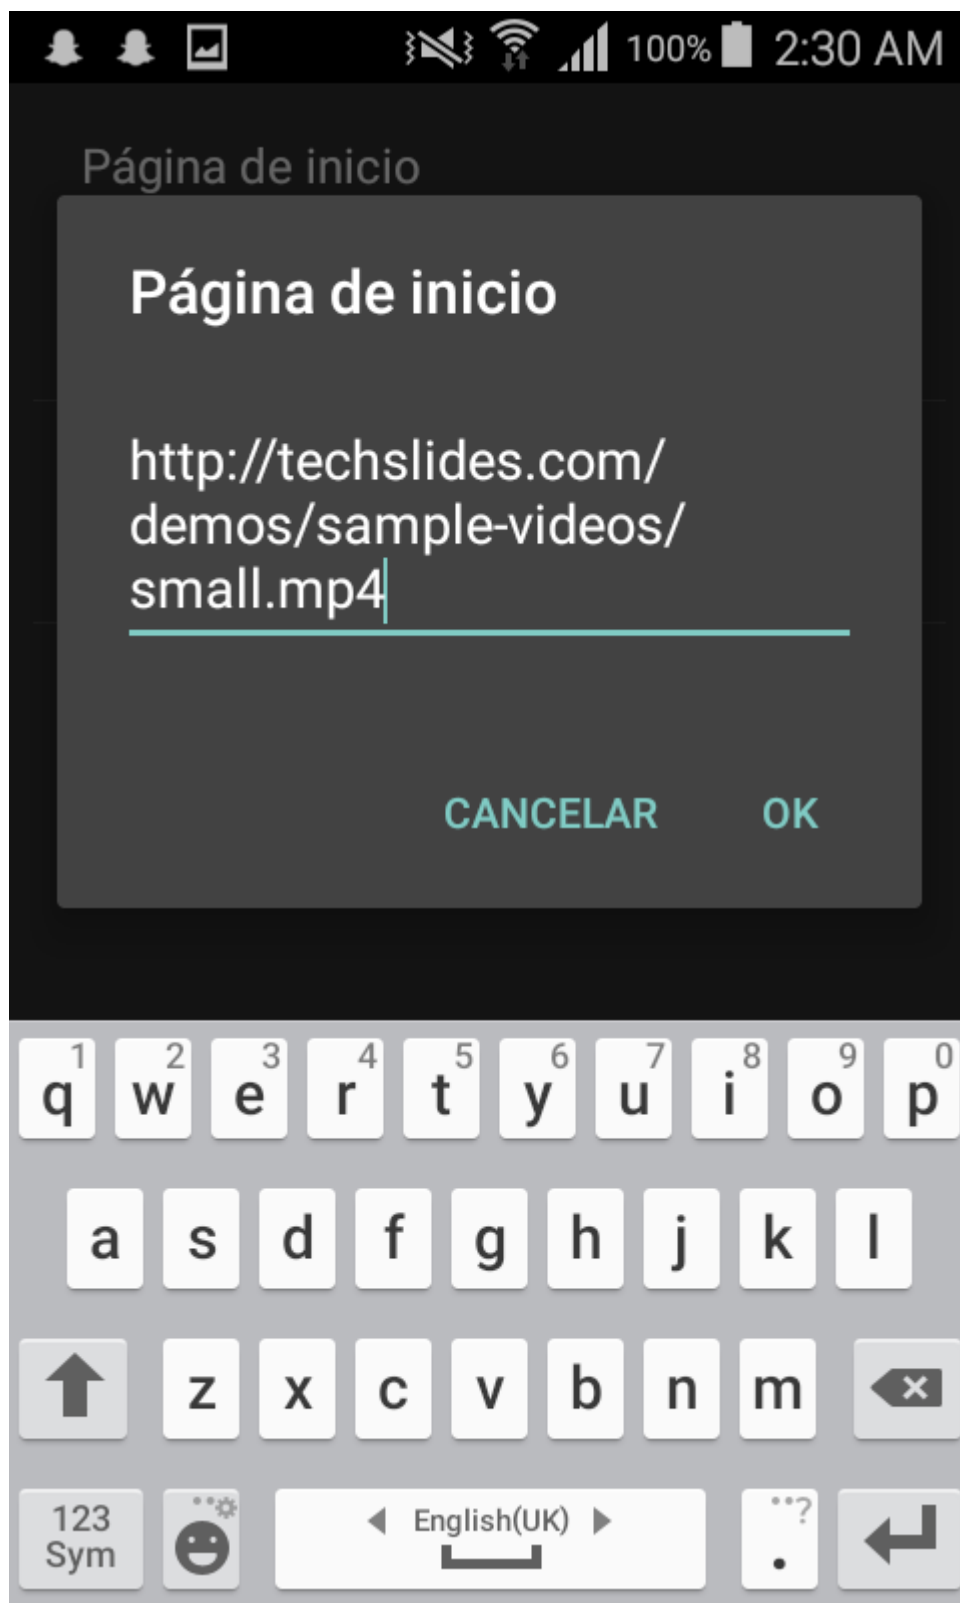 100% 2:30 AM
Página de inicio
Página de inicio
http://techslides.com/
demos/sample-videos/
small.mp4
CANCELAR OK
1 2 3 4 5 6 7 8 9 0
q w e r t y u i o p
a s d f g h j k l
z x c v b n m
123
Sym
English(UK)
?
.